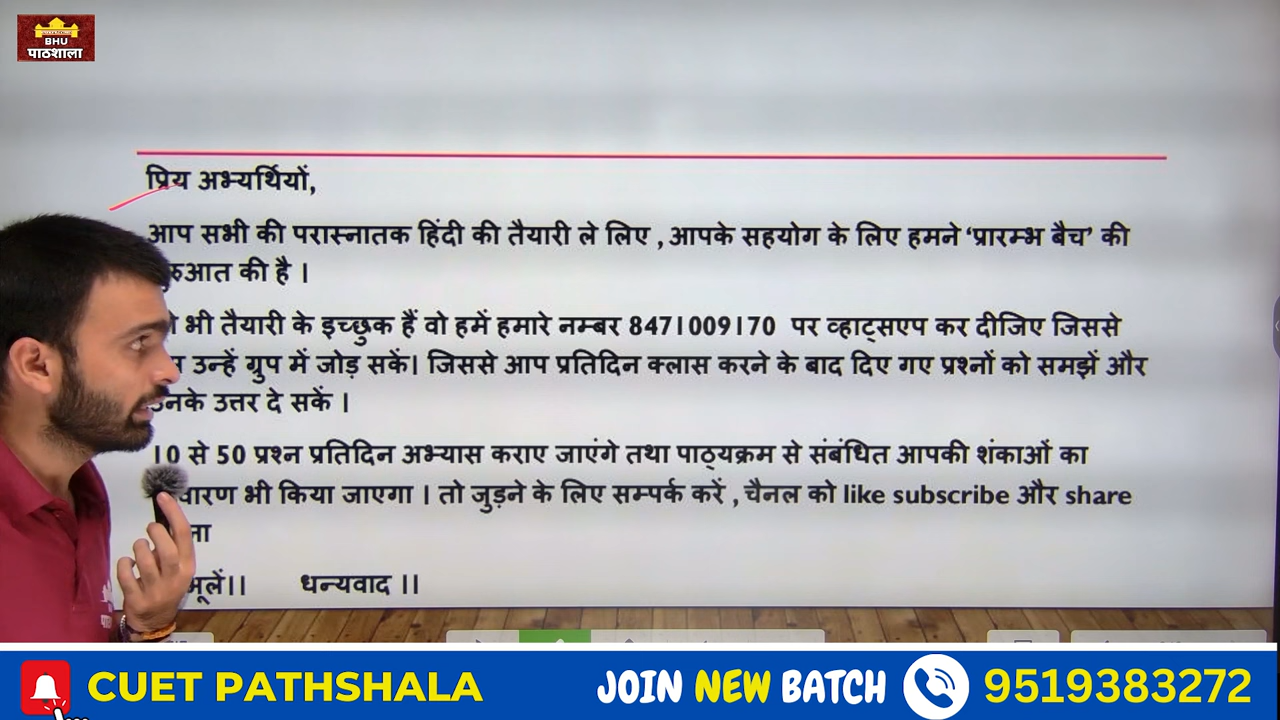 BHU
पाठशाला
प्रिय अभ्यर्थियों,
आप सभी की परास्नातक हिंदी की तैयारी ले लिए , आपके सहयोग के लिए हमने ‘प्रारम्भ बैच’ की
रुआत की है ।
भी तैयारी के इच्छुक हैं वो हमें हमारे नम्बर 8471009170 पर व्हाट्सएप कर दीजिए जिससे
उन्हें ग्रुप में जोड़ सकें। जिससे आप प्रतिदिन क्लास करने के बाद दिए गए प्रश्नों को समझें और
उनके उत्तर दे सकें ।
10 से 50 प्रश्न प्रतिदिन अभ्यास कराए जाएंगे तथा पाठ्यक्रम से संबंधित आपकी शंकाओं का
वारण भी किया जाएगा । तो जुड़ने के लिए सम्पर्क करें , चैनल को like subscribe और share
ना
भूलें।। धन्यवाद ।।
CUET PATHSHALA JOIN NEW BATCH 9519383272